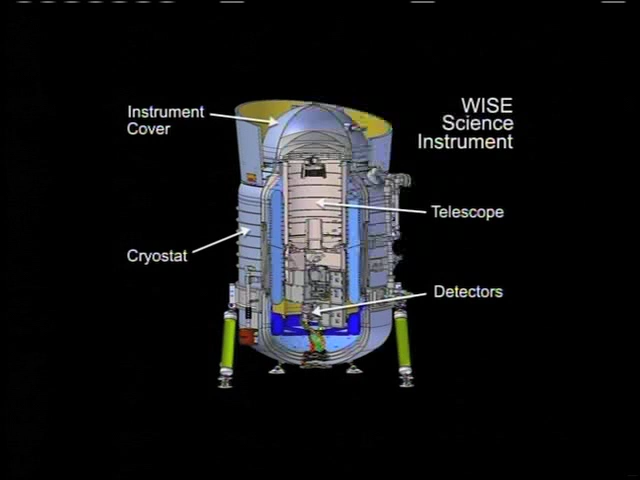 WISE
Science
Instrument
Instrument
Cover
Telescope
Cryostat
Detectors